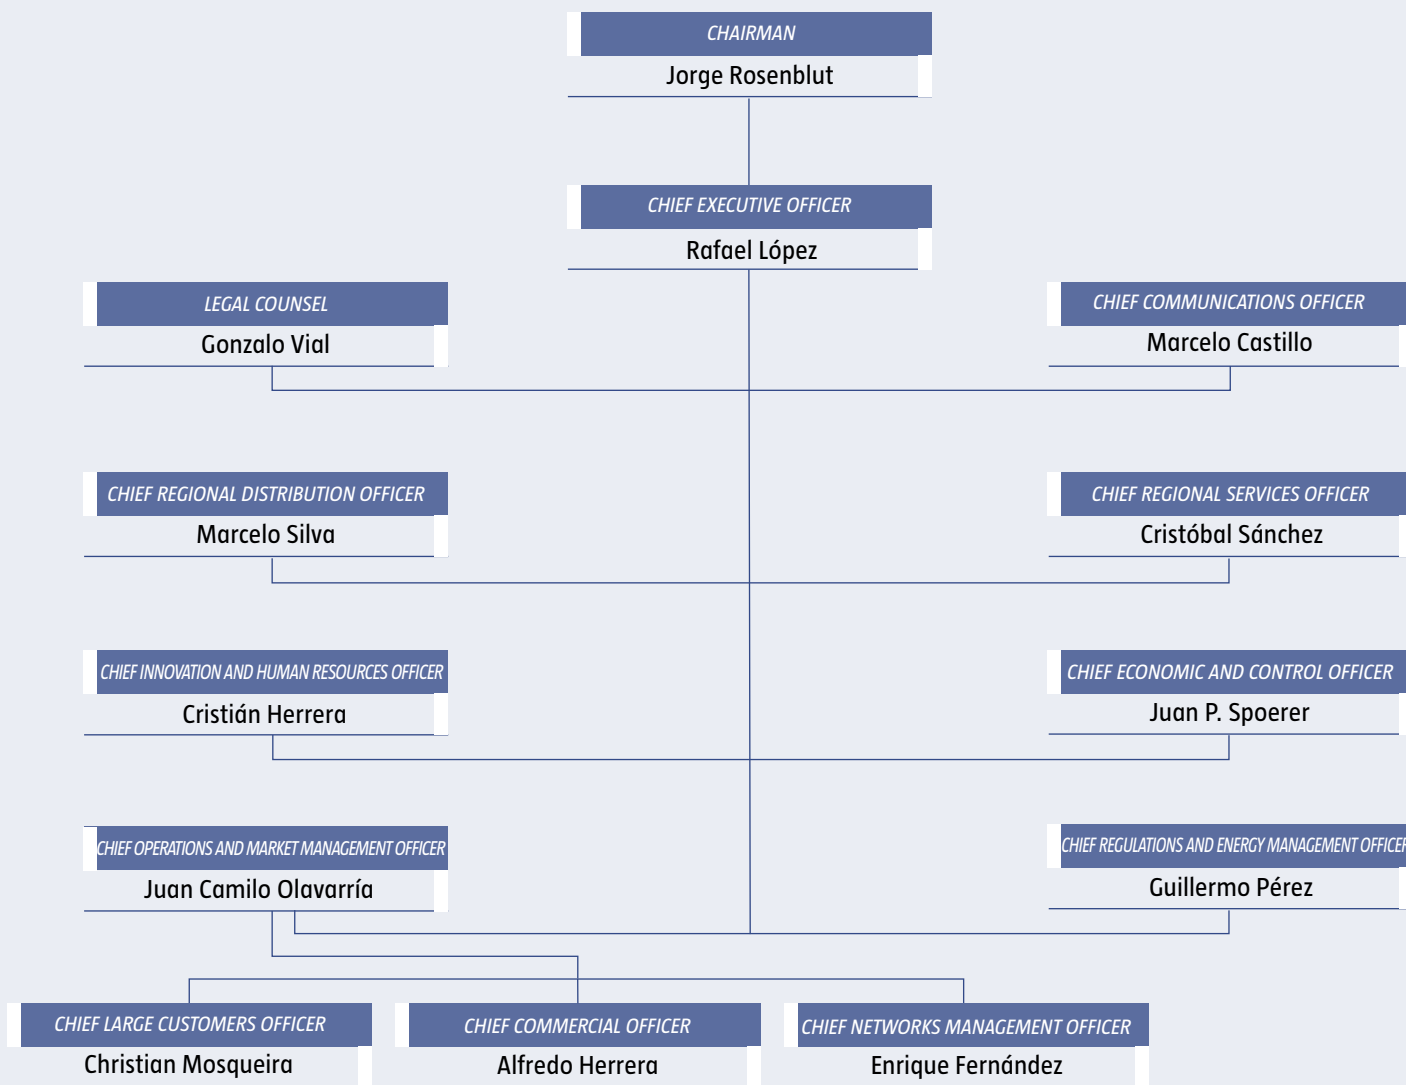 CHAIRMAN
Jorge Rosenblut
CHIEF EXECUTIVE OFFICER
Rafael López
LEGAL COUNSEL
Gonzalo Vial
CHIEF COMMUNICATIONS OFFICER
Marcelo Castillo
CHIEF REGIONAL DISTRIBUTION OFFICER
Marcelo Silva
CHIEF REGIONAL SERVICES OFFICER
Cristóbal Sánchez
CHIEF INNOVATION AND HUMAN RESOURCES OFFICER
Cristián Herrera
CHIEF ECONOMIC AND CONTROL OFFICER
Juan P. Spoerer
CHIEF OPERATIONS AND MARKET MANAGEMENT OFFICER
Juan Camilo Olavarría
CHIEF REGULATIONS AND ENERGY MANAGEMENT OFFICER
Guillermo Pérez
CHIEF LARGE CUSTOMERS OFFICER
Christian Mosqueira
CHIEF COMMERCIAL OFFICER
Alfredo Herrera
CHIEF NETWORKS MANAGEMENT OFFICER
Enrique Fernández